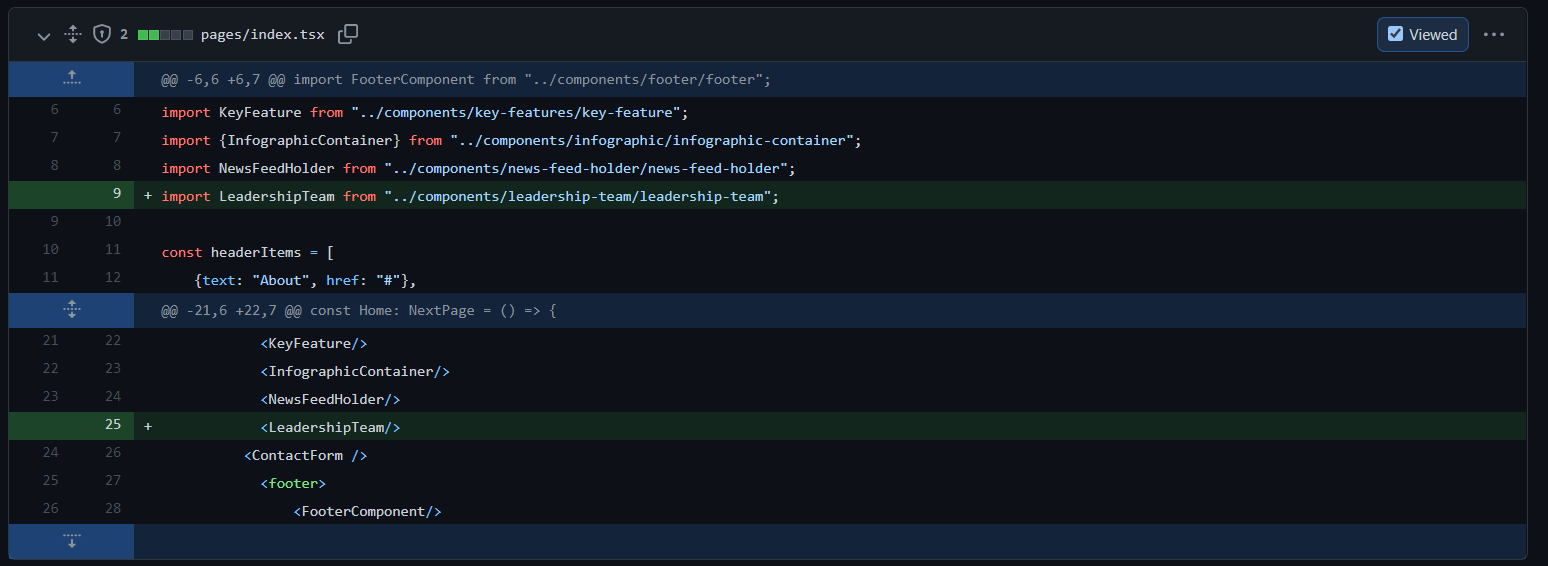 2 pages/index.tsx Viewed
@@ -6,6 +6,7 @@ import FooterComponent from "../components/footer/footer";
6 6 import KeyFeature from "../components/key-features/key-feature";
7 7 import {InfographicContainer} from "../components/infographic/infographic-container";
8 8 import NewsFeedHolder from "../components/news-feed-holder/news-feed-holder";
9 + import LeadershipTeam from "../components/leadership-team/leadership-team";
9 10
10 11 const headerItems = [
11 12 {text: "About", href: "#"},
@@ -21,6 +22,7 @@ const Home: NextPage = () => {
21 22 <KeyFeature/>
22 23 <InfographicContainer/>
23 24 <NewsFeedHolder/>
25 + <LeadershipTeam/>
24 26 <ContactForm />
25 27 <footer>
26 28 <FooterComponent/>